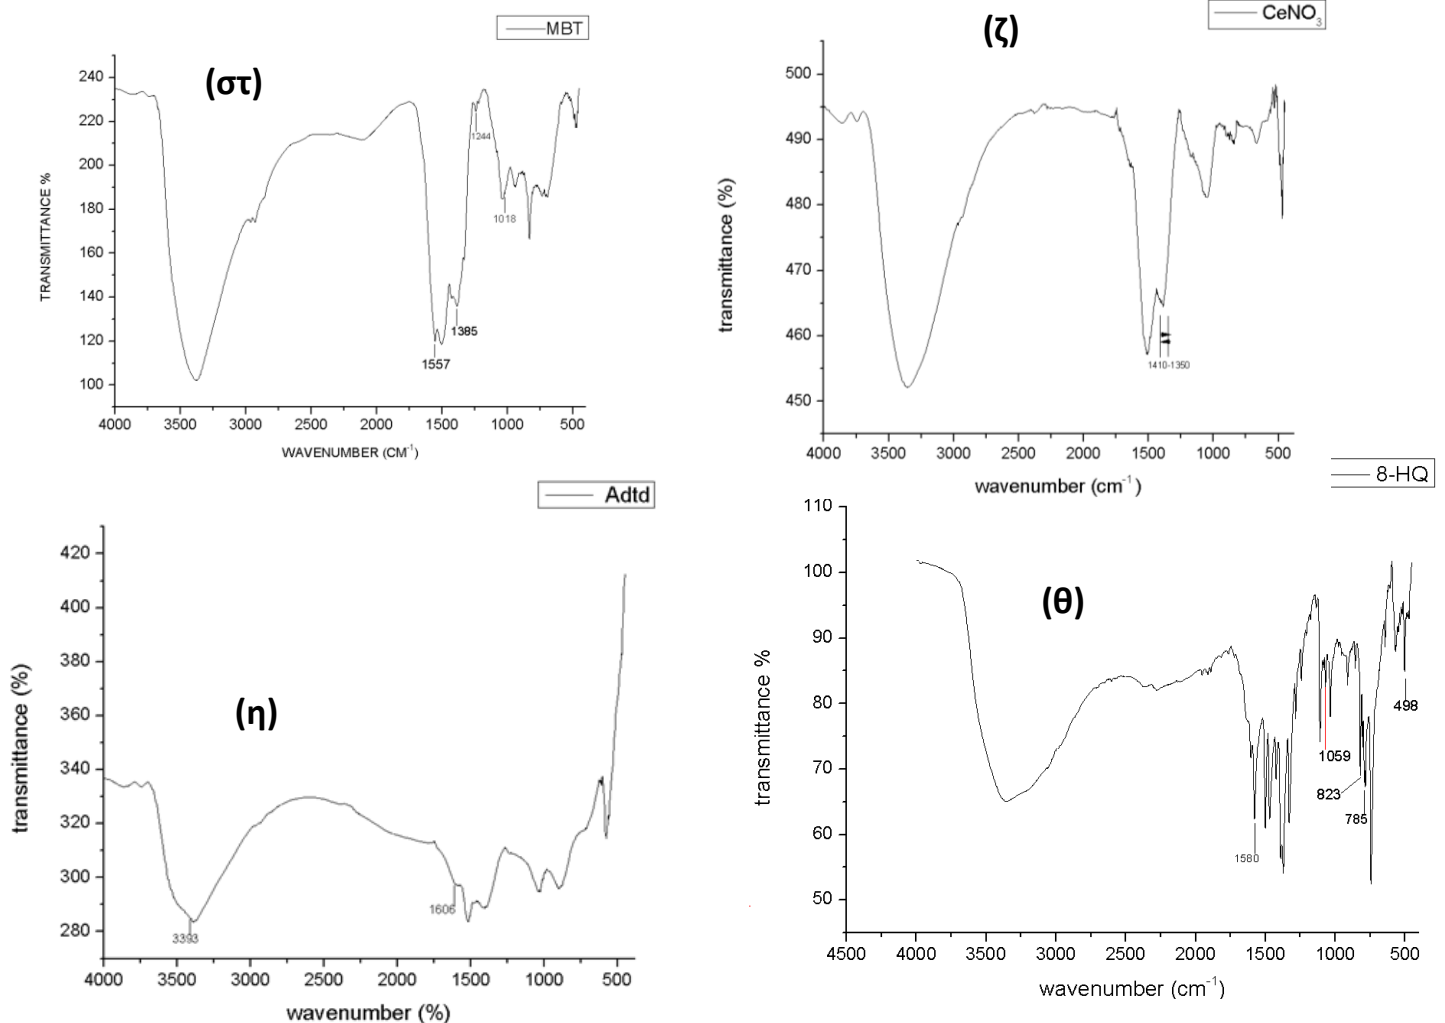 MBT
(στ)
TRANSMITTANCE %
240
220
200
180
160
140
120
100
1244
1018
1385
1557
4000 3500 3000 2500 2000 1500 1000 500
WAVENUMBER (CM-1)
CeNO3
(ζ)
transmittance (%)
500
490
480
470
460
450
1410-1350
4000 3500 3000 2500 2000 1500 1000 500
wavenumber (cm-1)
Adtd
(η)
transmittance (%)
420
400
380
360
340
320
300
280
3393
1606
4000 3500 3000 2500 2000 1500 1000 500
wavenumber (%)
8-HQ
(θ)
transmittance %
110
100
90
80
70
60
50
1580
1059
823
785
498
4500 4000 3500 3000 2500 2000 1500 1000 500
wavenumber (cm-1)